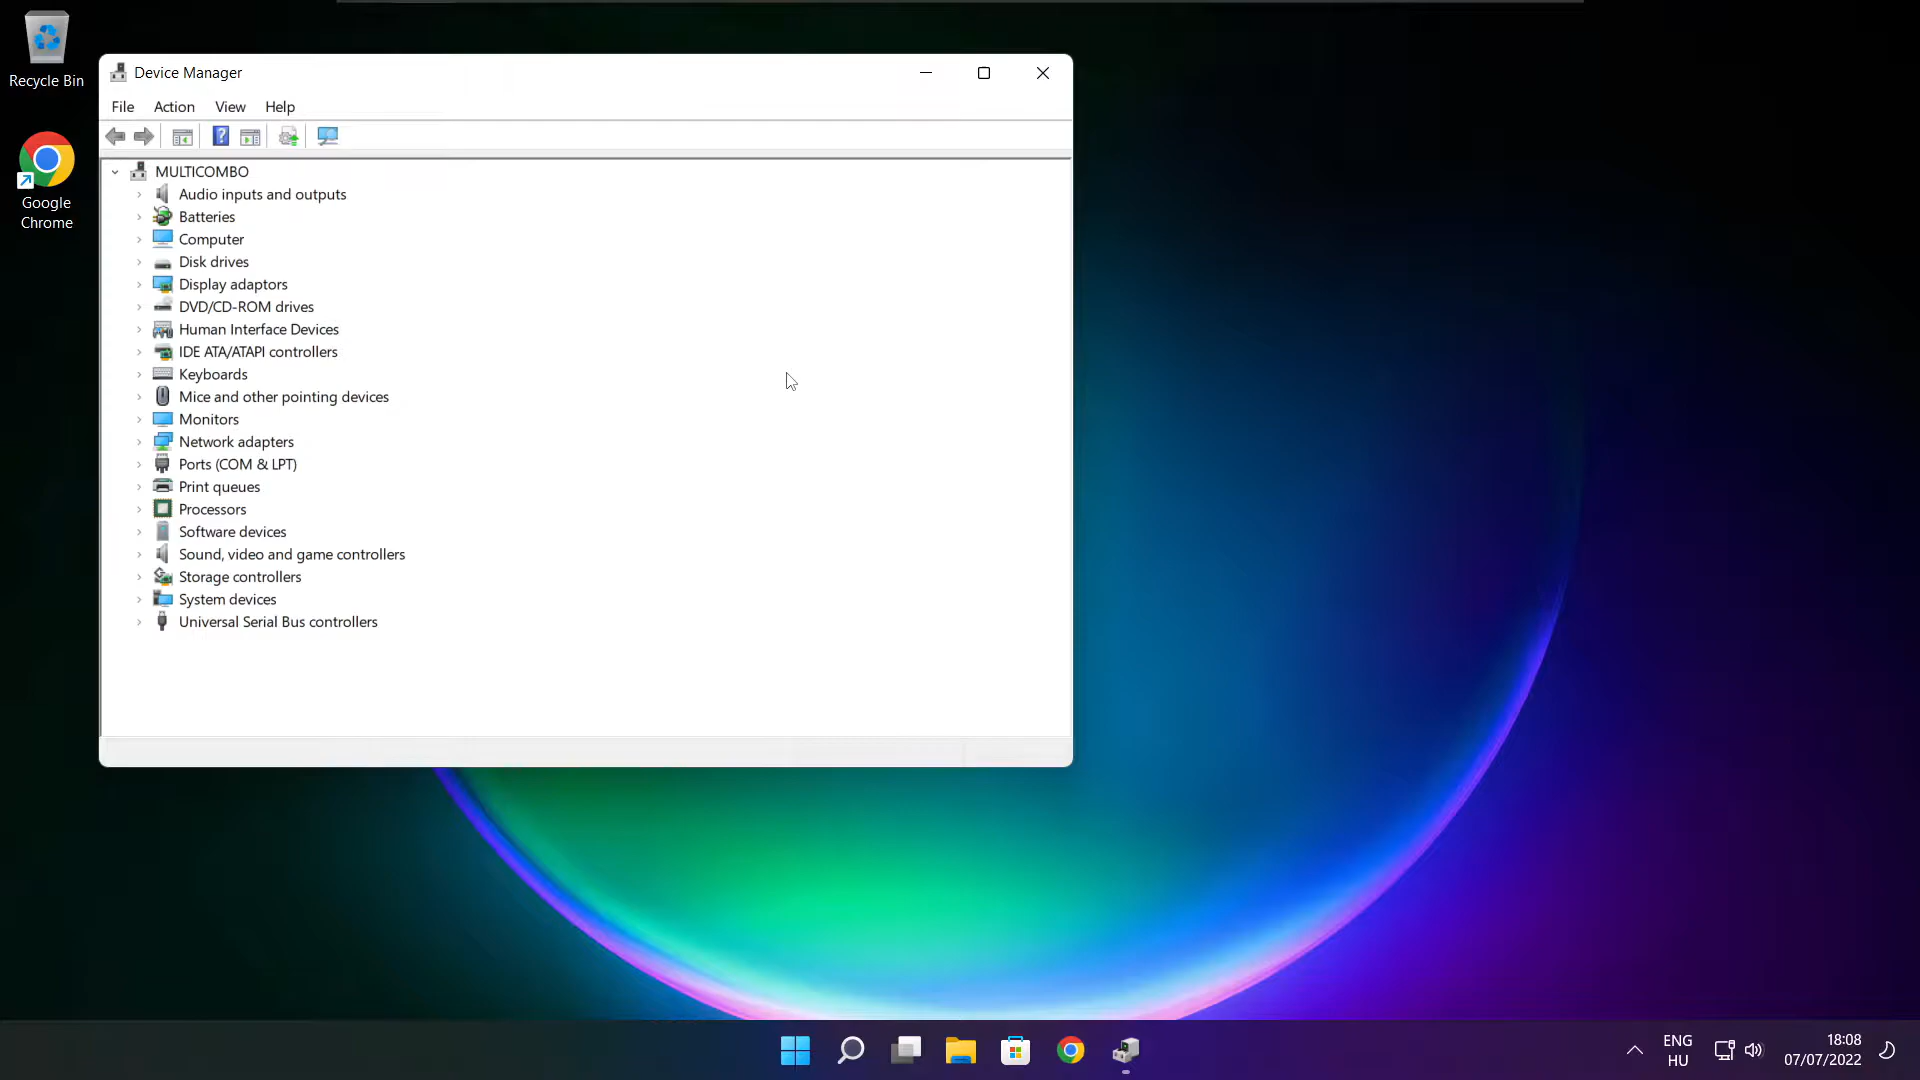 Recycle Bin
Google
Chrome
Device Manager
File Action View Help
MULTICOMBO
Audio inputs and outputs
Batteries
Computer
Disk drives
Display adaptors
DVD/CD-ROM drives
Human Interface Devices
IDE ATA/ATAPI controllers
Keyboards
Mice and other pointing devices
Monitors
Network adapters
Ports (COM & LPT)
Print queues
Processors
Software devices
Sound, video and game controllers
Storage controllers
System devices
Universal Serial Bus controllers
ENG
HU
18:08
07/07/2022